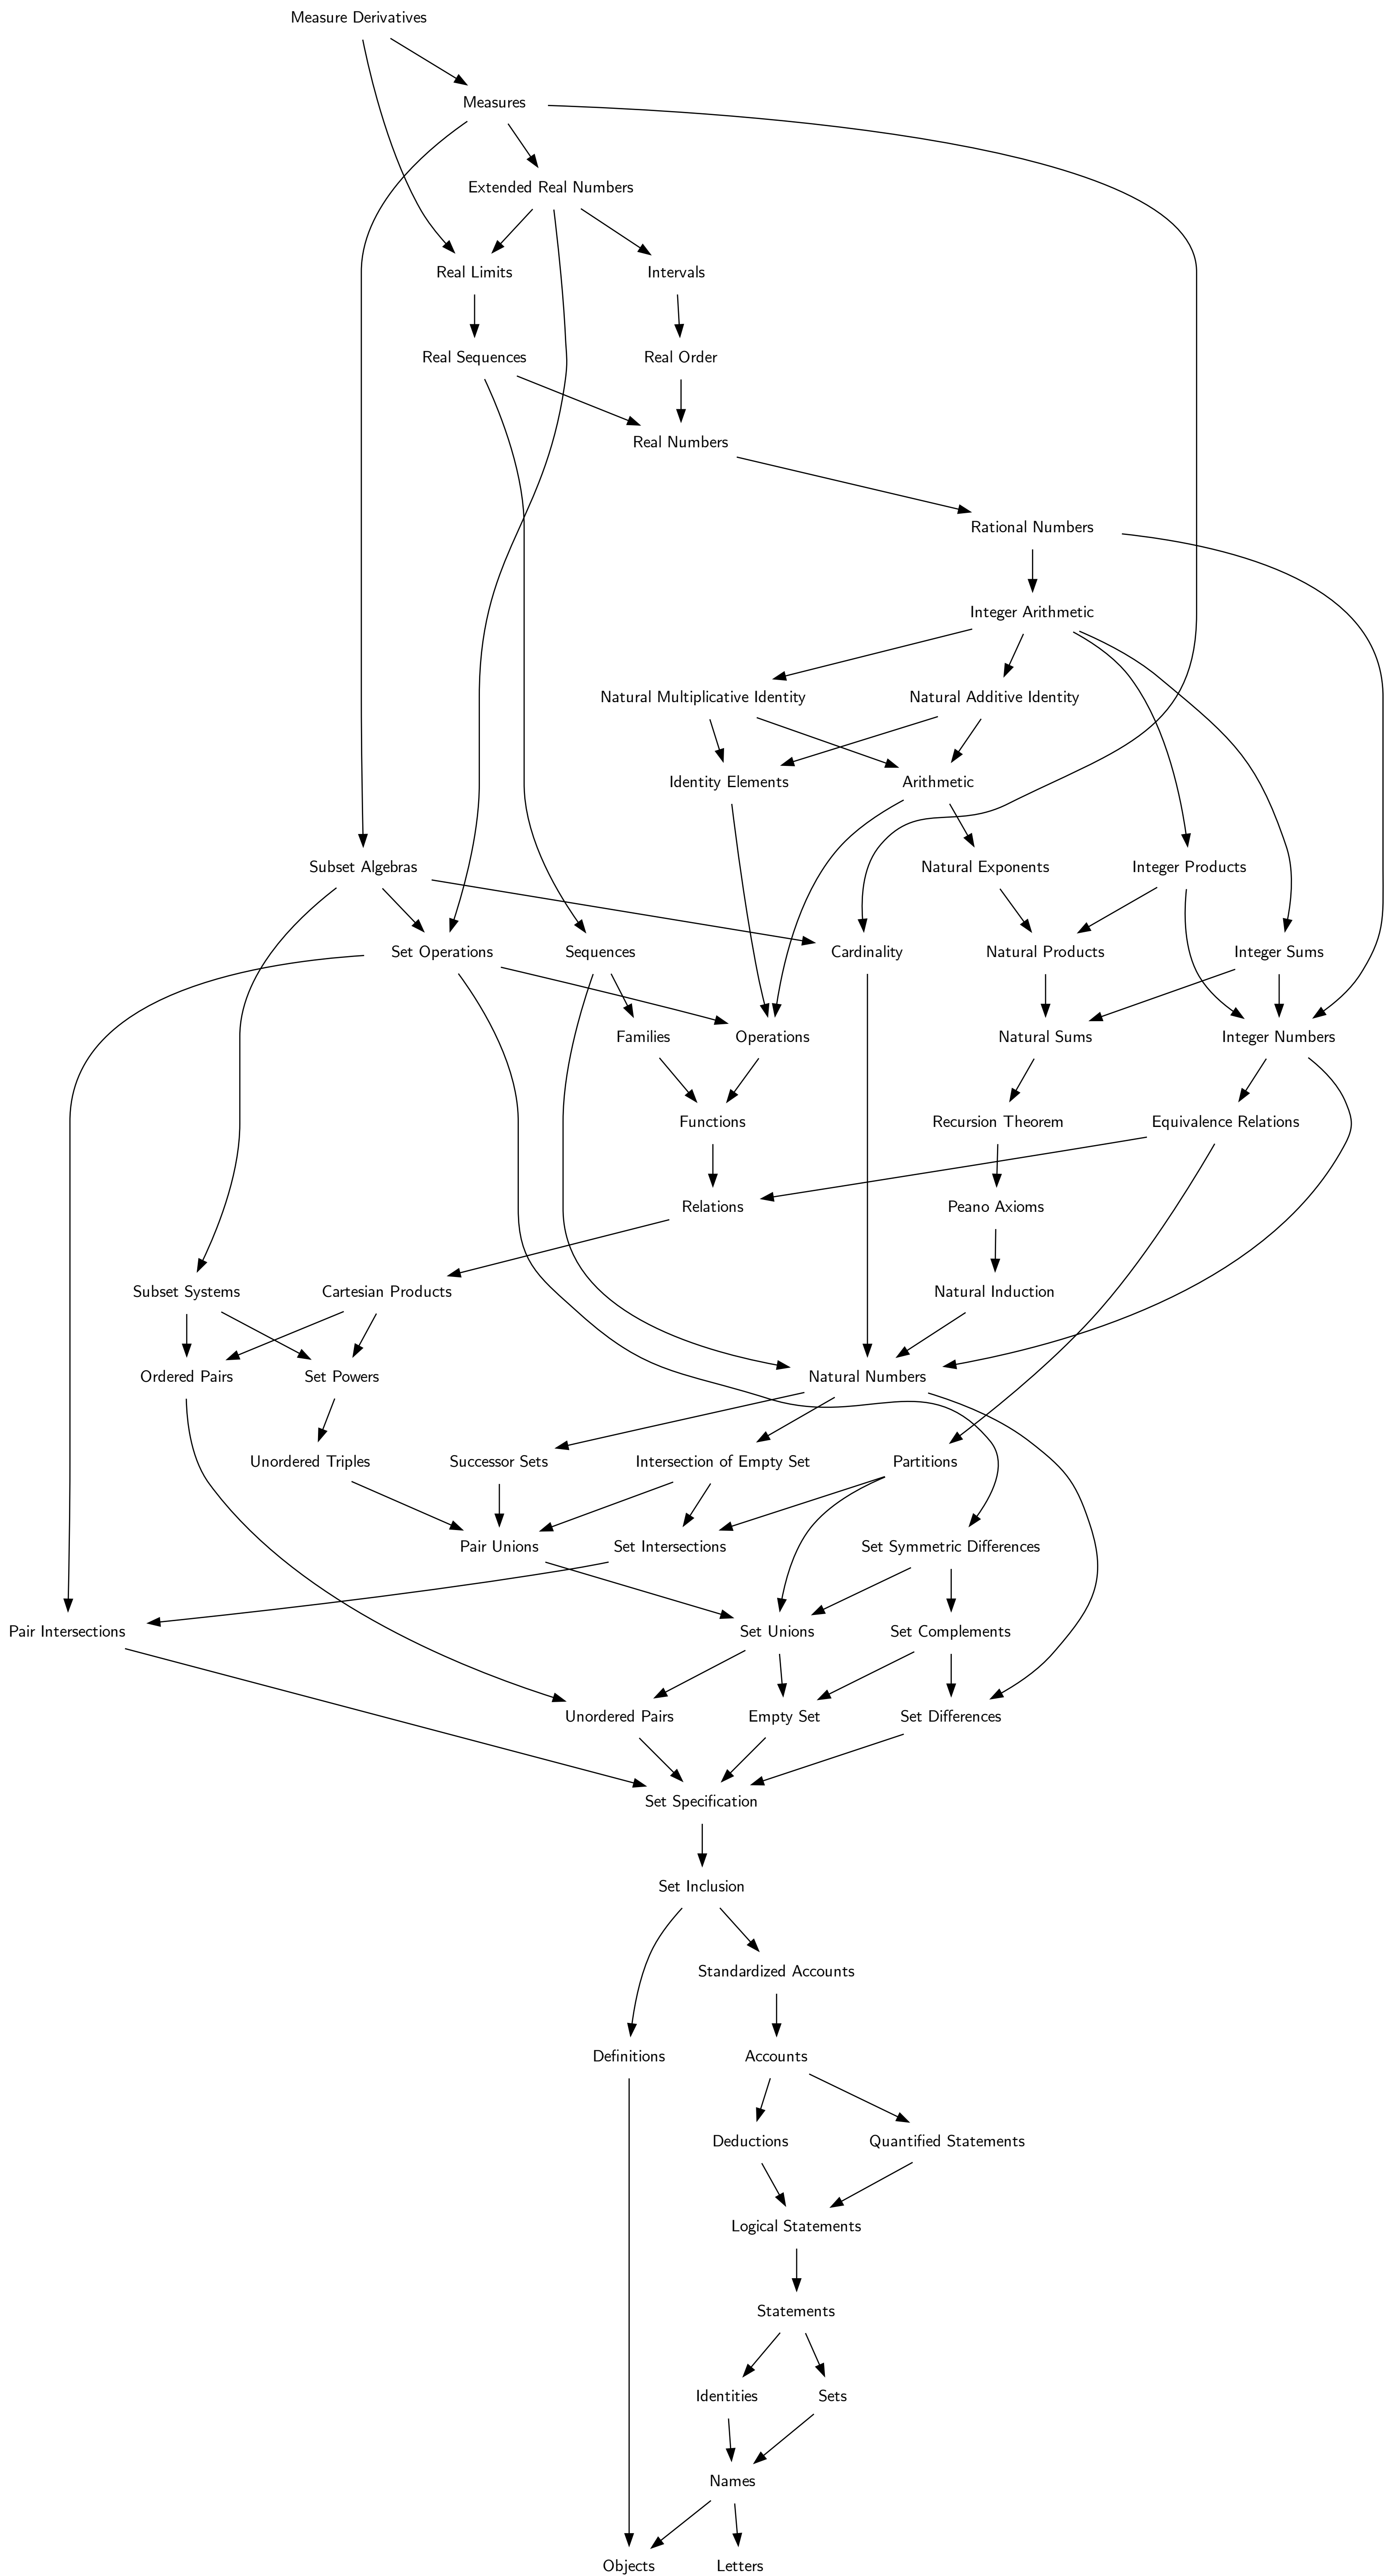 Measure Derivatives
Measures
Extended Real Numbers
Real Limits
Intervals
Real Sequences
Real Order
Real Numbers
Rational Numbers
Integer Arithmetic
Natural Multiplicative Identity
Natural Additive Identity
Identity Elements
Arithmetic
Subset Algebras
Natural Exponents
Integer Products
Set Operations
Sequences
Cardinality
Natural Products
Integer Sums
Families
Operations
Natural Sums
Integer Numbers
Functions
Recursion Theorem
Equivalence Relations
Relations
Peano Axioms
Subset Systems
Cartesian Products
Natural Induction
Ordered Pairs
Set Powers
Natural Numbers
Unordered Triples
Successor Sets
Intersection of Empty Set
Partitions
Pair Unions
Set Intersections
Set Symmetric Differences
Pair Intersections
Set Unions
Set Complements
Unordered Pairs
Empty Set
Set Differences
Set Specification
Set Inclusion
Standardized Accounts
Definitions
Accounts
Deductions
Quantified Statements
Logical Statements
Statements
Identities
Sets
Names
Objects
Letters